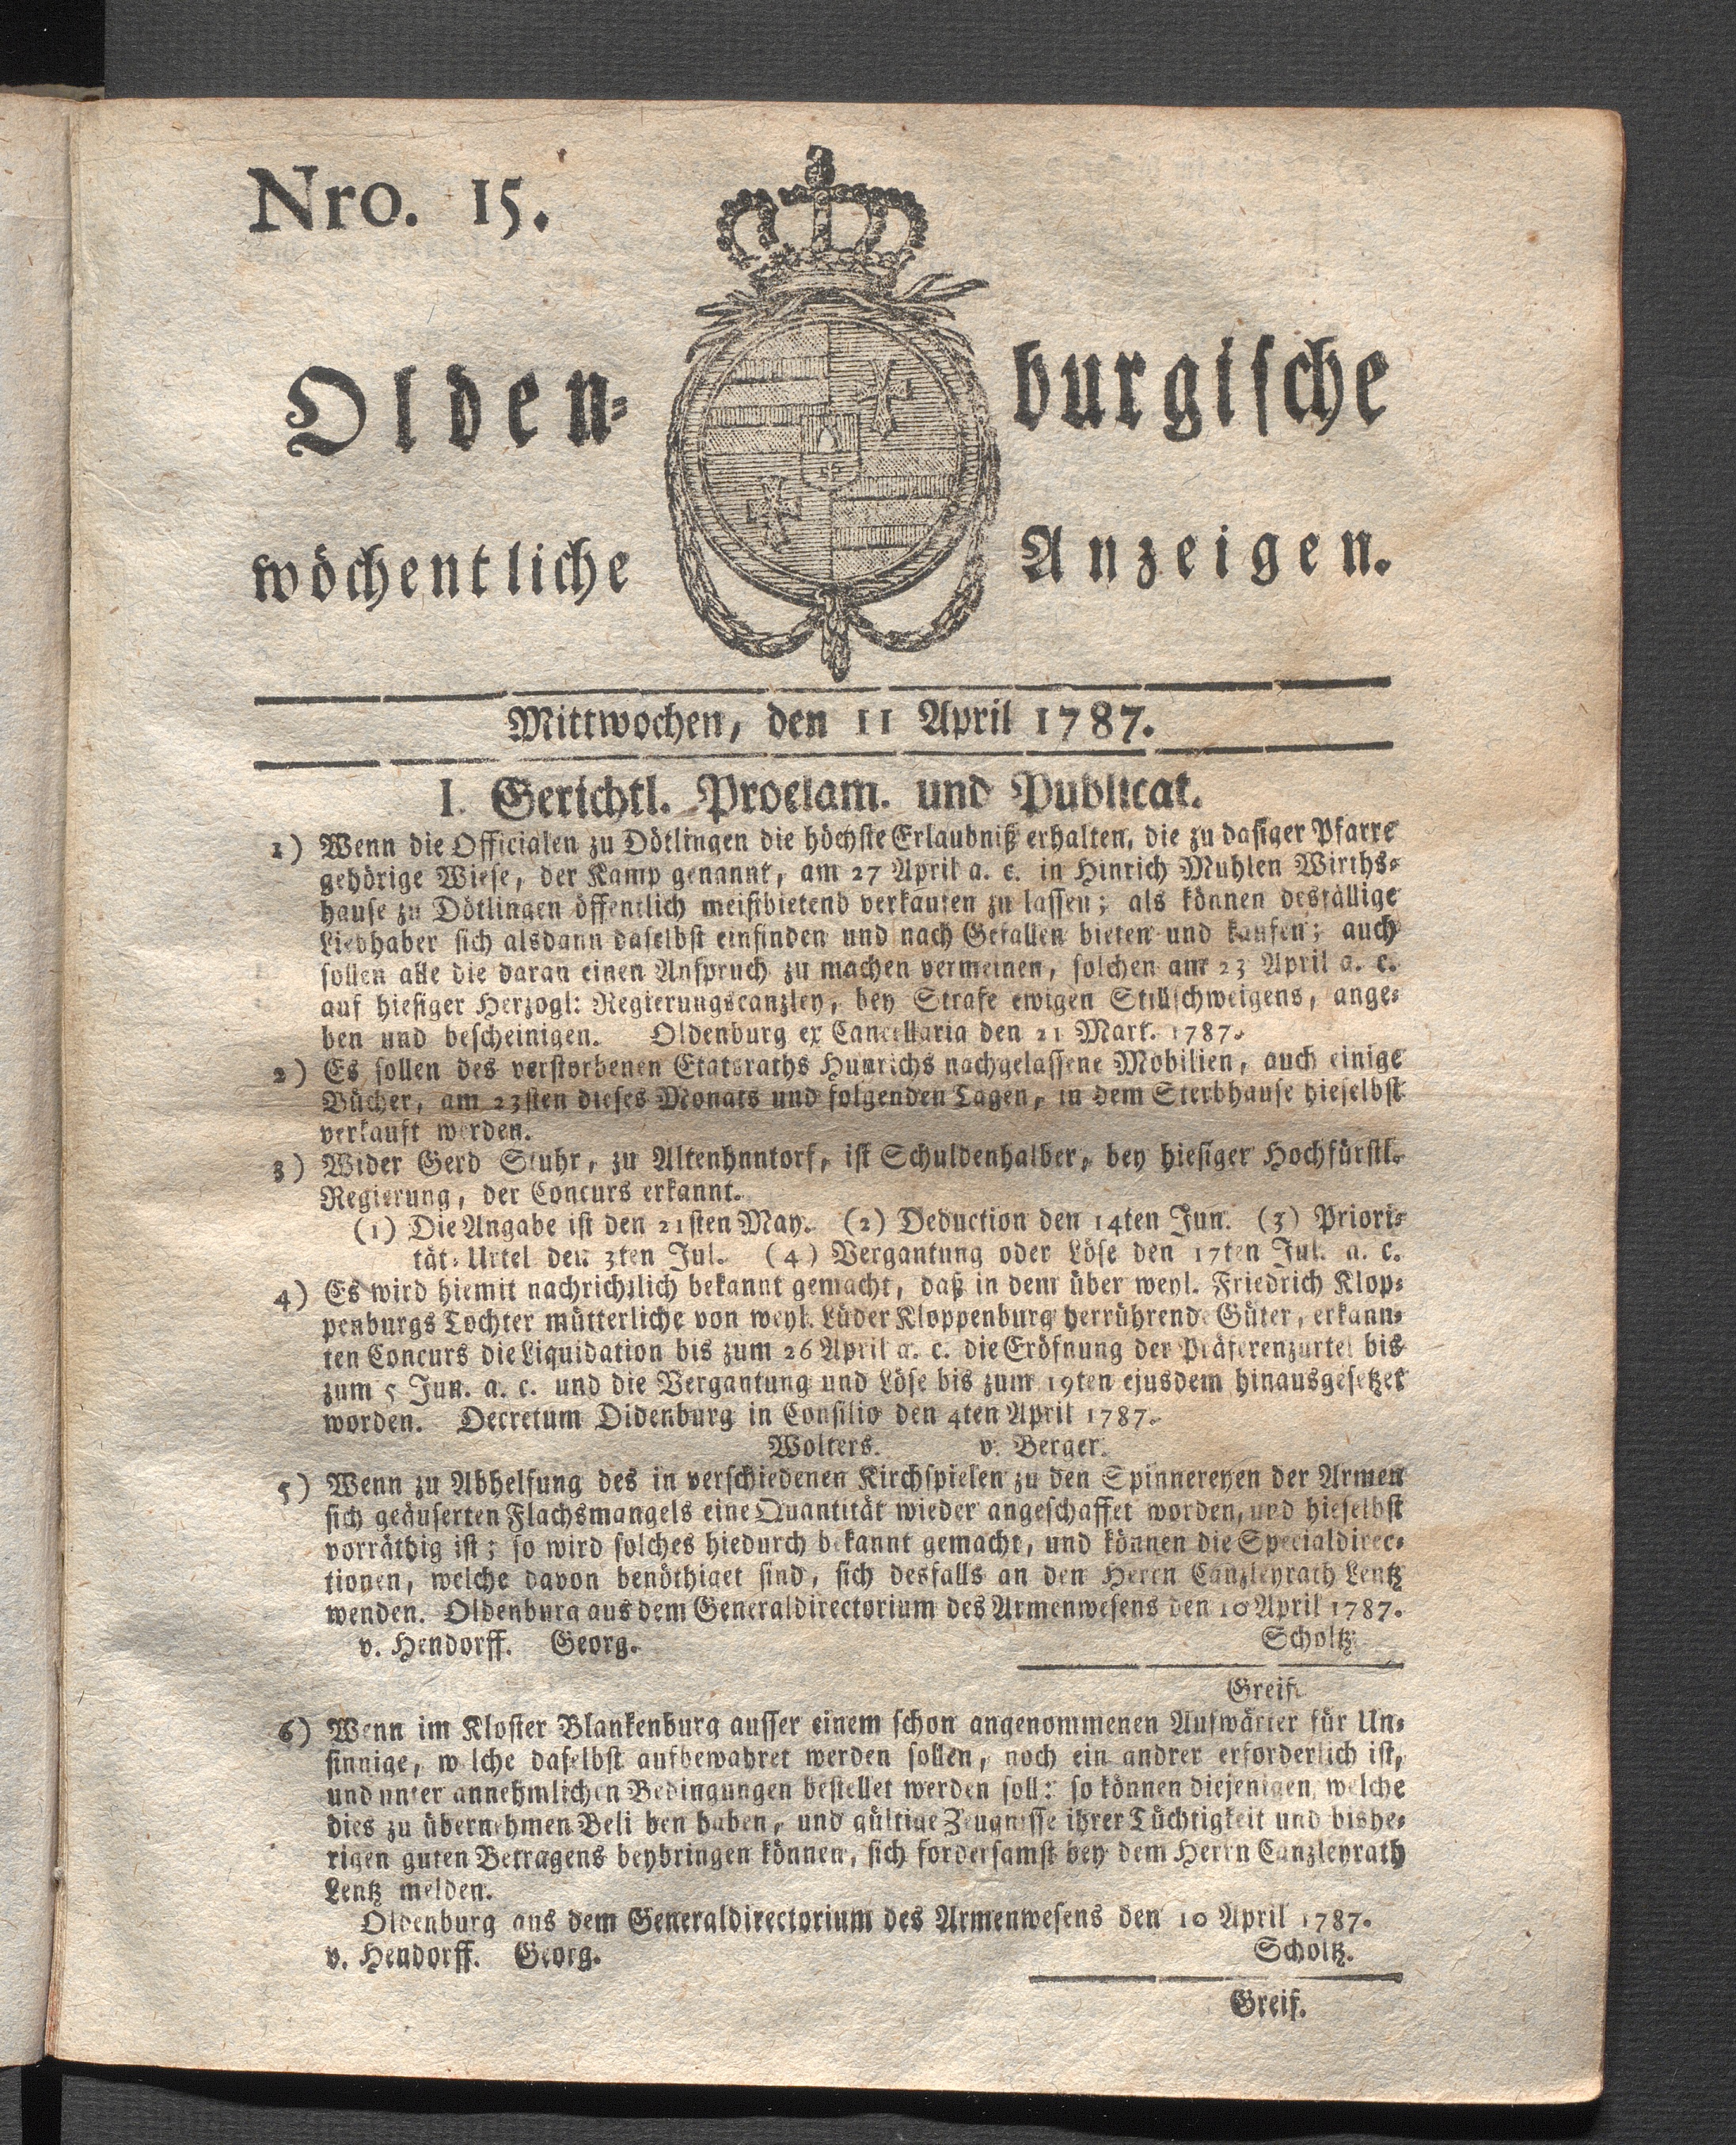 Nro. 15.
Olden-burgische
wöchentliche Anzeigen.
Mittwochen, den 11 April 1787.
I. Gerichtl. Proclam. und Publicat.
1) Wenn die Officialen zu Dötlingen die höchste Erlaubniß erhalten, die zu dasiger Pfarre
gehörige Wiese, der Kamp genannt, am 27 April a. c. in Hinrich Muhlen Wirths-
hause zu Dötlingen öffentlich meistbietend verkaufen zu lassen; als können desfällige
Liebhaber sich alsdann daselbst einfinden und nach Gefallen bieten und kaufen; auch
sollen alle die daran einen Anspruch zu machen vermeinen, solchen am 23 April a. c.
auf hiesiger Herzogl: Regierungscanzley, bey Strafe ewigen Stillschweigens, ange-
ben und bescheinigen. Oldenburg ex Cancellaria den 21 Mart. 1787.
2) Es sollen des verstorbenen Etatsraths Hunrichs nachgelassene Mobilien, auch einige
Bücher, am 23sten dieses Monats und folgenden Tagen, in dem Sterbhause hieselbst
verkauft werden.
3) Wider Gerd Stuhr, zu Altenhnntorf, ist Schuldenhalber, bey hiesiger Hochfürstl.
Regierung, der Concurs erkannt.
(1) Die Angabe ist den 21sten May. (2) Deduction den 14ten Jun. (3) Priori-
tät-Urtel den 3ten Jul. (4) Vergantung oder Löse den 17ten Jul. a. c.
4) Es wird hiemit nachrichtlich bekannt gemacht, daß in dem über weyl. Friedrich Klop-
penburgs Tochter mütterliche von weyl. Lüder Kloppenburg herrührende Güter, erkann-
ten Concurs die Liquidation bis zum 26 April a. c. die Eröfnung der Präferenzurtel bis
zum 5 Jun. a. c. und die Vergantung und Löse bis zum 19ten ejusdem hinausgesetzet
worden. Decretum Oldenburg in Consilio den 4ten April 1787.
Wolters. v. Berger.
5) Wenn zu Abhelfung des in verschiedenen Kirchspielen zu den Spinnereyen der Armen
sich geäuserten Flachsmangels eine Quantität wieder angeschaffet worden, und hieselbst
vorräthig ist; so wird solches hiedurch bekannt gemacht, und können die Specialdirec-
tionen, welche davon benöthiget sind, sich desfalls an den Herrn Canzleyrath Lentz
wenden. Oldenburg aus dem Generaldirectorium des Armenwesens den 10 April 1787.
v. Hendorff. Georg. Scholtz
Greif.
6) Wenn im Kloster Blankenburg ausser einem schon angenommenen Aufwärter für Un-
sinnige, welche daselbst aufbewahret werden sollen, noch ein andrer erforderlich ist,
und unter annehmlichen Bedingungen bestellet werden soll: so können diejenigen, welche
dies zu übernehmen Belieben haben, und gültige Zeugnisse ihrer Tüchtigkeit und bishe-
rigen guten Betragens beybringen können, sich fordersamst bey dem Herrn Canzleyrath
Lentz melden.
Oldenburg aus dem Generaldirectorium des Armenwesens den 10 April 1787.
v. Hendorff. Georg. Scholtz.
Greif.